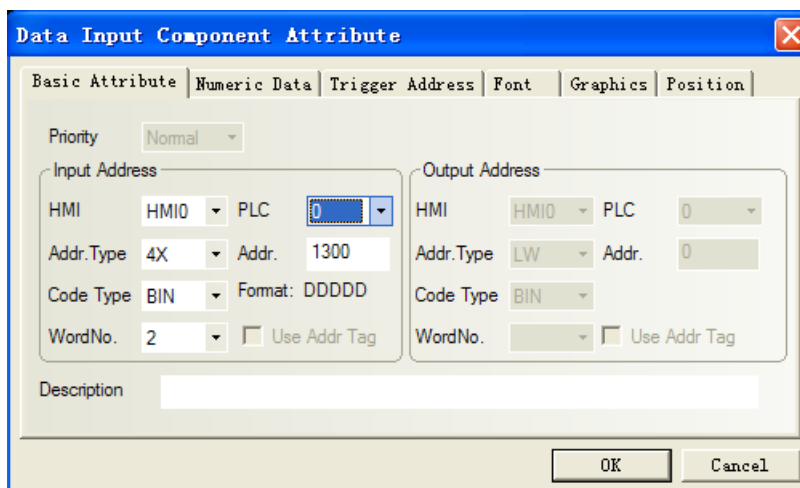 Data Input Component Attribute
Basic Attribute Numeric Data Trigger Address Font Graphics Position
Priority Normal
Input Address
HMI HMI0 PLC 0
Addr.Type 4X Addr. 1300
Code Type BIN Format: DDDDD
WordNo. 2 Use Addr Tag
Output Address
HMI HMI0 PLC 0
Addr.Type LW Addr. 0
Code Type BIN
WordNo. Use Addr Tag
Description
OK Cancel